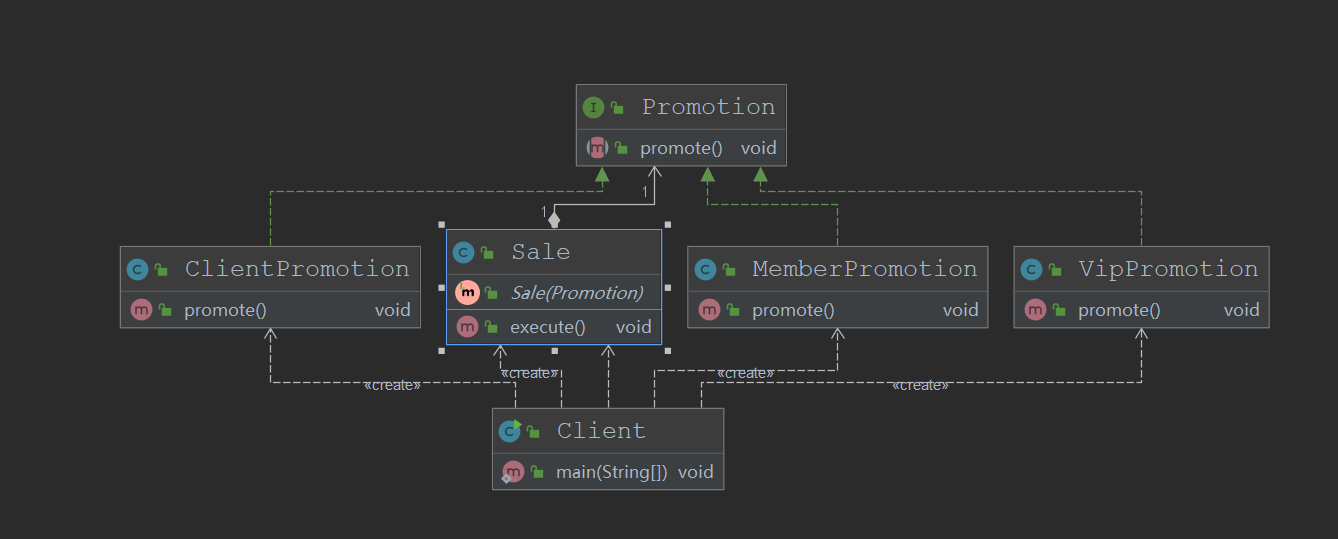 Promotion
promote() void
1
1
ClientPromotion
promote() void
Sale
Sale(Promotion)
execute() void
MemberPromotion
promote() void
VipPromotion
promote() void
«create»
«create»
«create»
«create»
Client
main(String[]) void